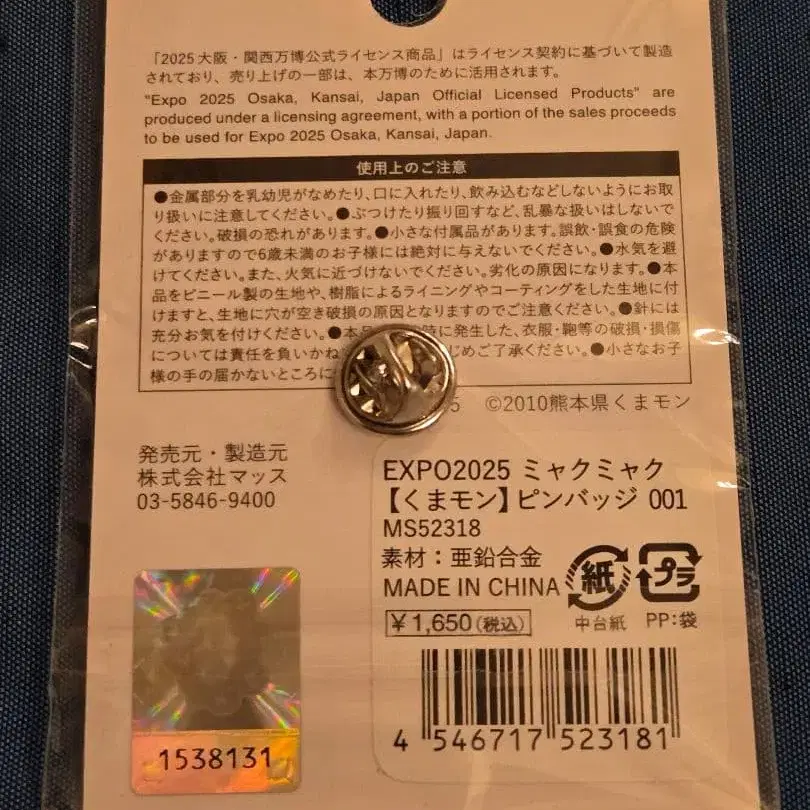 「2025大阪・関西万博公式ライセンス商品」はライセンス契約に基づいて製造
されており、売り上げの一部は、本万博のために活用されます。
"Expo 2025 Osaka, Kansai, Japan Official Licensed Products" are
produced under a licensing agreement, with a portion of the sales proceeds
to be used for Expo 2025 Osaka, Kansai, Japan.
使用上のご注意
●金属部分を乳幼児がなめたり、口に入れたり、飲み込むなどしないようにお取
り扱いに注意してください。●ぶつけたり振り回すなど、乱暴な扱いはしないで
ください。破損の恐れがあります。●小さな付属品があります。誤飲・誤食の危険
がありますので6歳未満のお子様には絶対に与えないでください。●水気を避
けてください。また、火気に近づけないでください。劣化の原因になります。●本
品をビニール製の生地や、樹脂によるライニングやコーティングをした生地に付
けますと、生地に穴が空き破損の原因となりますのでご注意ください。●針には
充分お気を付けください。●本品 時に発生した、衣服・鞄等の破損・損傷
については責任を負いかね じめご了承ください。●小さなお子
様の手の届かないところに
5 ©2010熊本県くまモン
発売元・製造元
株式会社マッス
03-5846-9400
EXPO2025 ミャクミャク
【くまモン】ピンバッジ 001
MS52318
素材：亜鉛合金
MADE IN CHINA
¥1,650(税込)
紙
中台紙
プラ
PP:袋
4 546717 523181
1538131